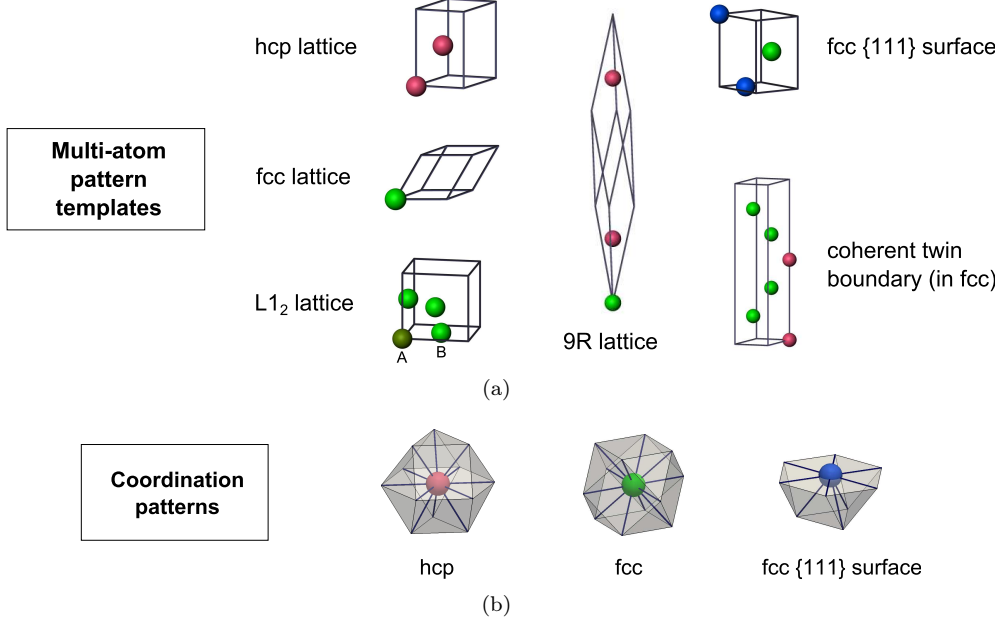 hcp lattice
fcc {111} surface
Multi-atom
pattern
templates
fcc lattice
coherent twin
boundary (in fcc)
L1₂ lattice
A
B
9R lattice
(a)
Coordination
patterns
hcp
fcc
fcc {111} surface
(b)